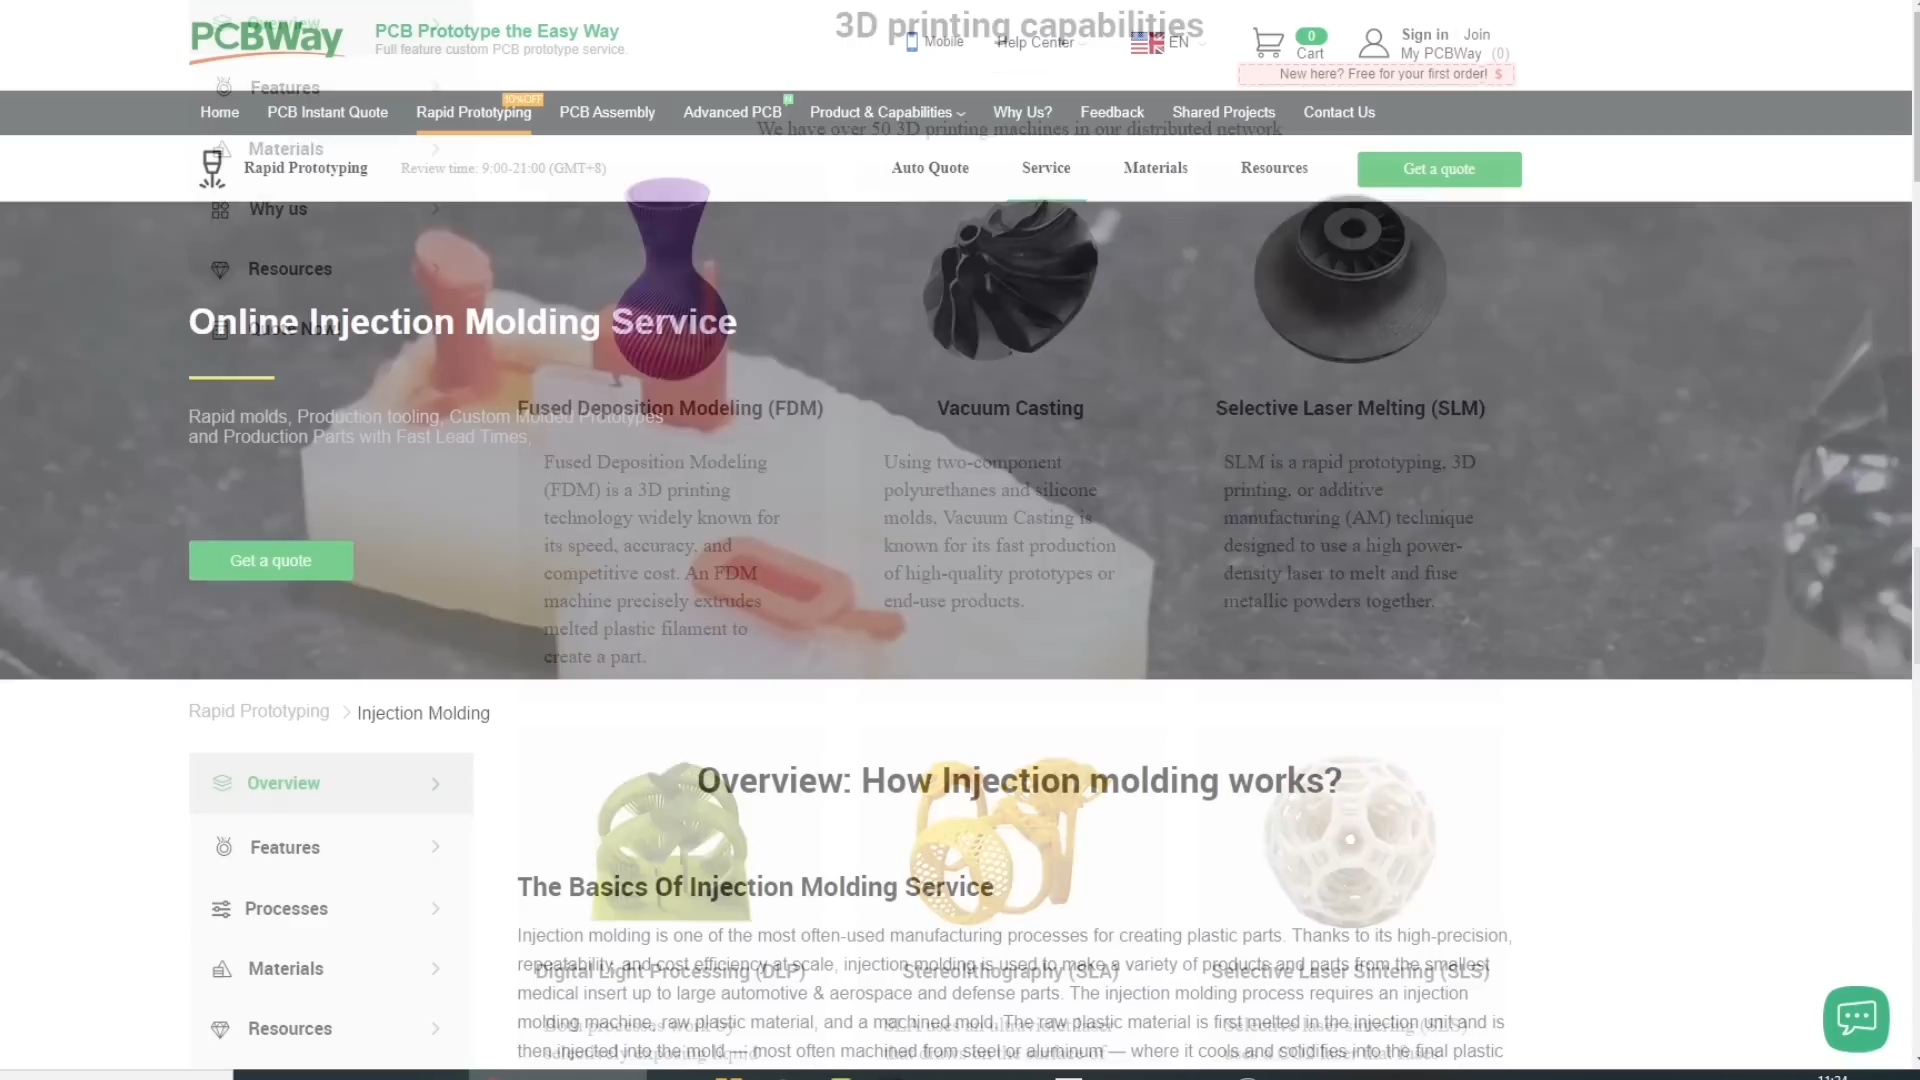 Overview
3D printing capabilities
PCBWay
PCB Prototype the Easy Way
Full feature custom PCB prototype service.
Mobile
Help Center
EN
0
Cart
Sign in
Join
My PCBWay (0)
New here? Free for your first order! $
Features
10%OFF
Home
PCB Instant Quote
Rapid Prototyping
PCB Assembly
Advanced PCB
Product & Capabilities
Why Us?
Feedback
Shared Projects
Contact Us
We have over 50 3D printing machines in our distributed network
Materials
Rapid Prototyping
Review time: 9:00-21:00 (GMT+8)
Auto Quote
Service
Materials
Resources
Get a quote
Why us
Resources
Online Injection Molding Service
Quote Now
Rapid molds, Production tooling, Custom Molded Prototypes
and Production Parts with Fast Lead Times,
Get a quote
Fused Deposition Modeling (FDM)
Fused Deposition Modeling
(FDM) is a 3D printing
technology widely known for
its speed, accuracy, and
competitive cost. An FDM
machine precisely extrudes
melted plastic filament to
create a part.
Vacuum Casting
Using two-component
polyurethanes and silicone
molds, Vacuum Casting is
known for its fast production
of high-quality prototypes or
end-use products.
Selective Laser Melting (SLM)
SLM is a rapid prototyping, 3D
printing, or additive
manufacturing (AM) technique
designed to use a high power-
density laser to melt and fuse
metallic powders together.
Rapid Prototyping
Injection Molding
Overview
Features
Processes
Materials
Resources
Overview: How Injection molding works?
The Basics Of Injection Molding Service
Injection molding is one of the most often-used manufacturing processes for creating plastic parts. Thanks to its high-precision,
repeatability, and cost efficiency at scale, injection molding is used to make a variety of products and parts from the smallest
medical insert up to large automotive & aerospace and defense parts. The injection molding process requires an injection
molding machine, raw plastic material, and a machined mold. The raw plastic material is first melted in the injection unit and is
then injected into the mold — most often machined from steel or aluminum — where it cools and solidifies into the final plastic
Digital Light Processing (DLP)
Stereolithography (SLA)
Selective Laser Sintering (SLS)